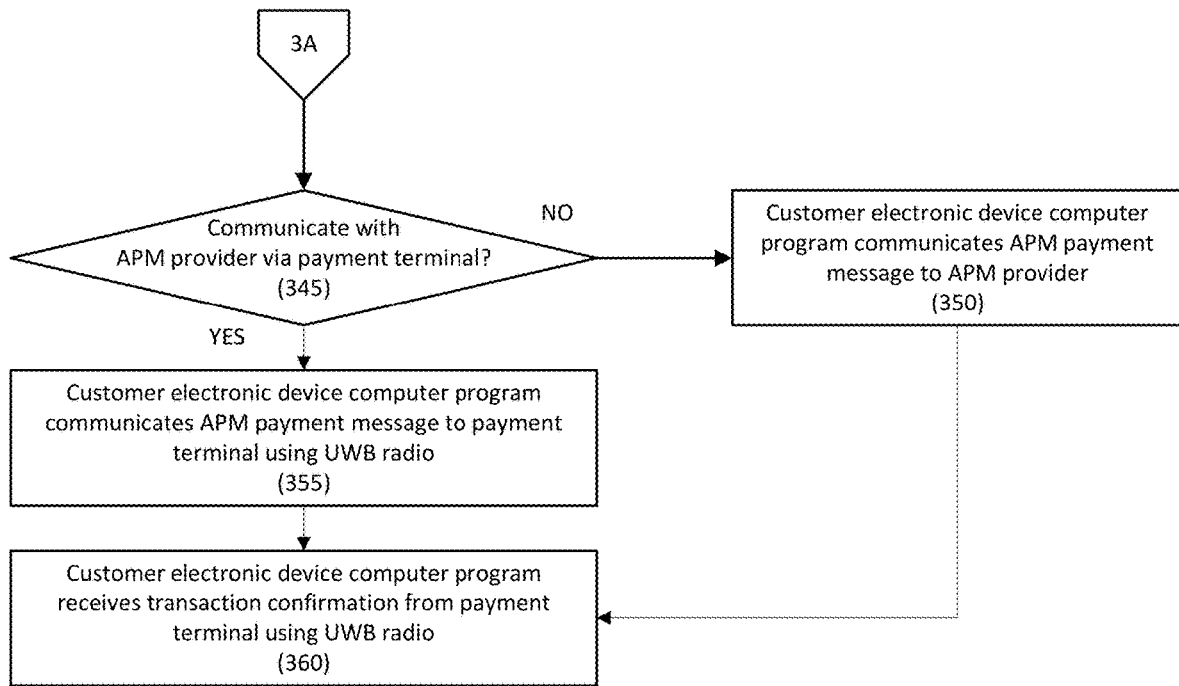 3A
Communicate with
APM provider via payment terminal?
(345)
NO
Customer electronic device computer
program communicates APM payment
message to APM provider
(350)
YES
Customer electronic device computer program
communicates APM payment message to payment
terminal using UWB radio
(355)
Customer electronic device computer program
receives transaction confirmation from payment
terminal using UWB radio
(360)